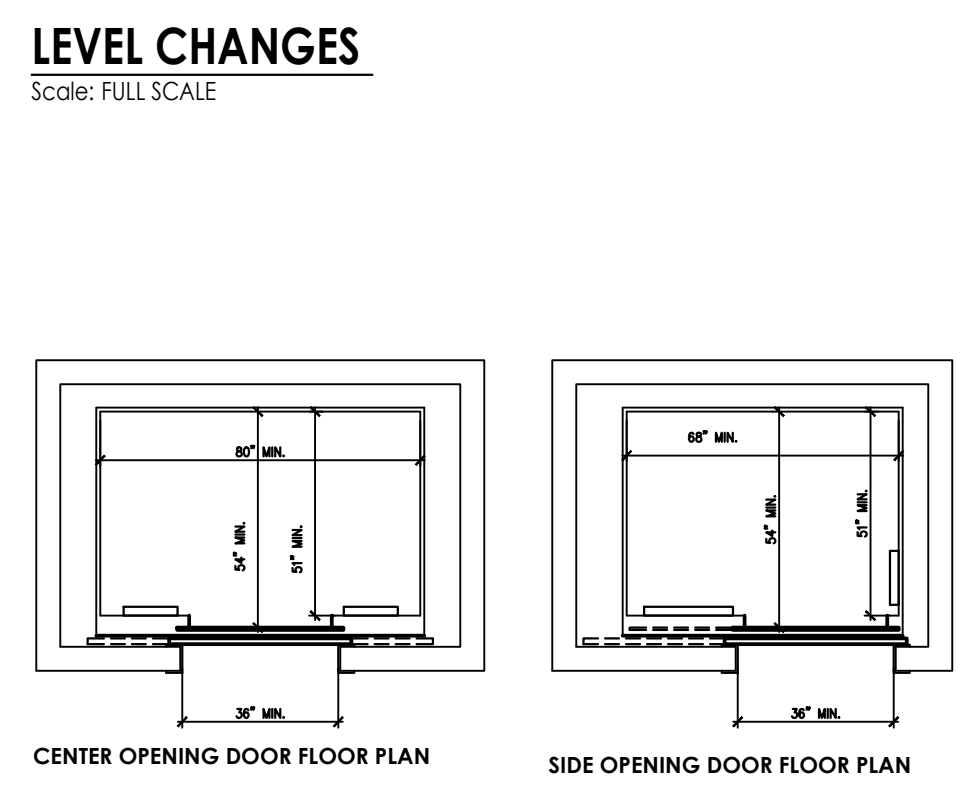 LEVEL CHANGES
Scale: FULL SCALE
80" MIN.
54" MIN.
51" MIN.
36" MIN.
CENTER OPENING DOOR FLOOR PLAN
68" MIN.
54" MIN.
51" MIN.
36" MIN.
SIDE OPENING DOOR FLOOR PLAN